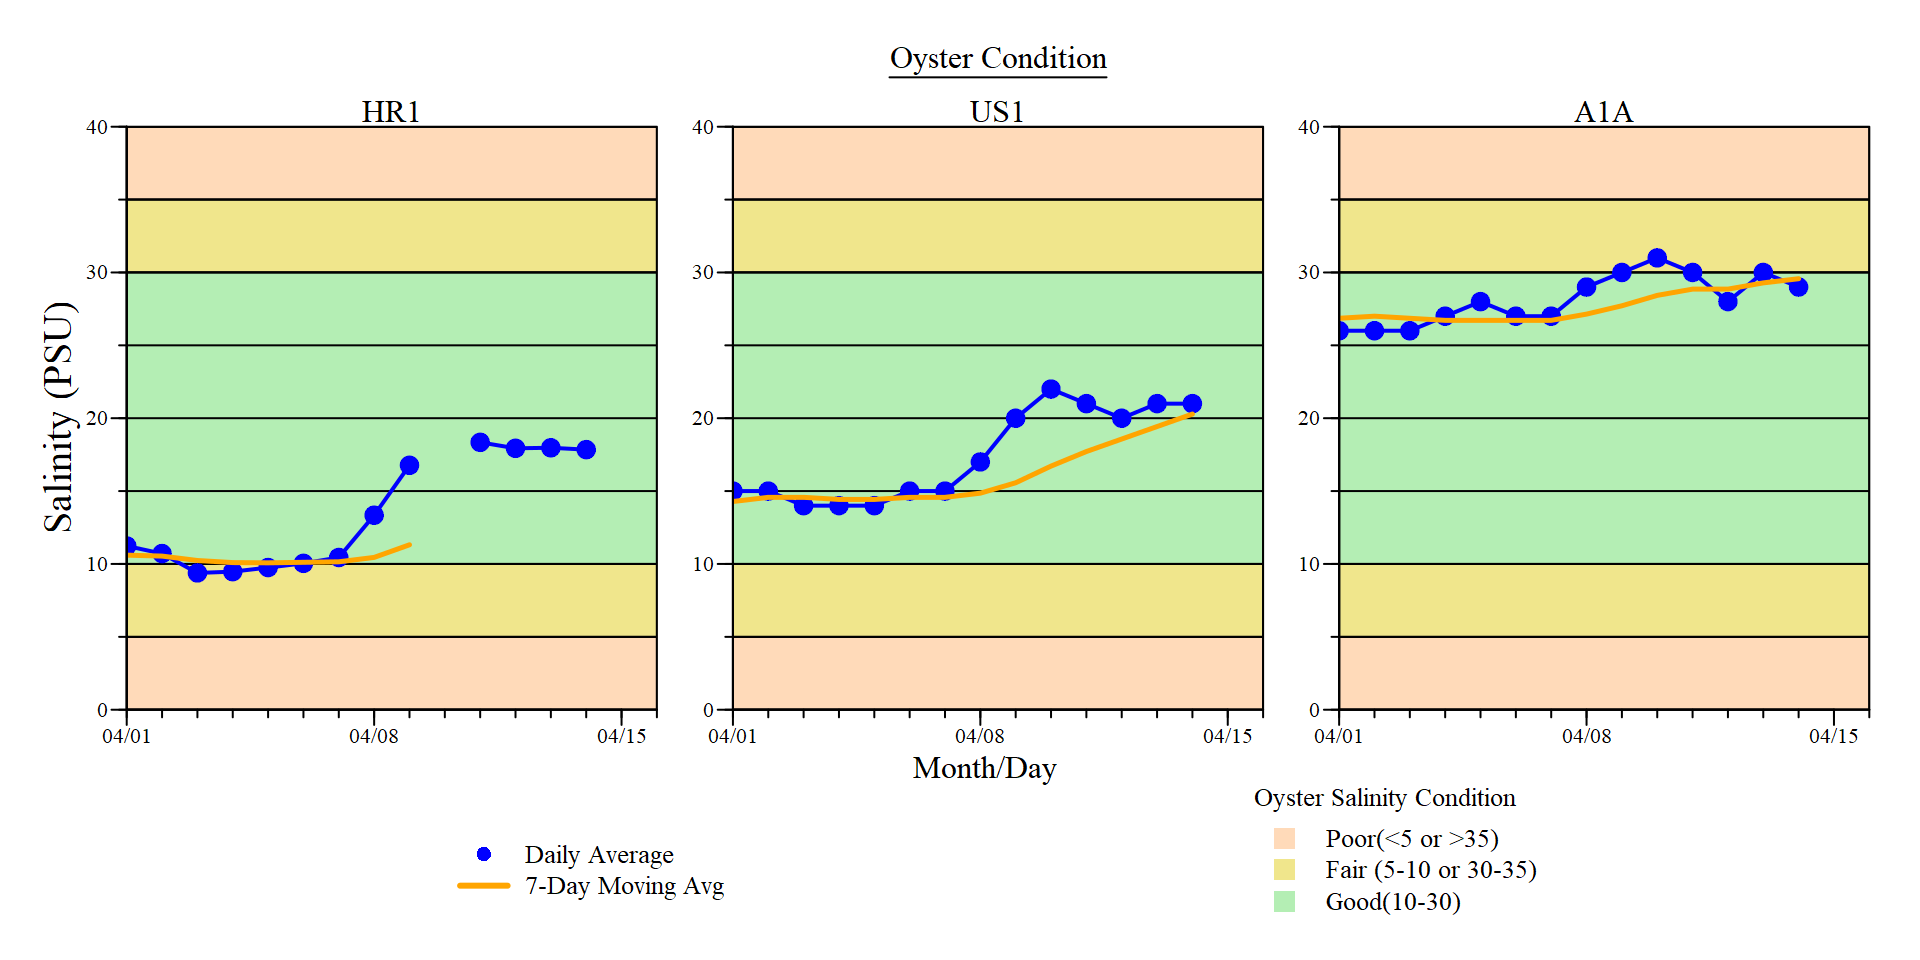 Oyster Condition
HR1
US1
A1A
40
30
20
10
0
40
30
20
10
0
40
30
20
10
0
Salinity (PSU)
04/01 04/08 04/15
04/01 04/08 04/15
04/01 04/08 04/15
Month/Day
Daily Average
7-Day Moving Avg
Oyster Salinity Condition
Poor(<5 or >35)
Fair (5-10 or 30-35)
Good(10-30)